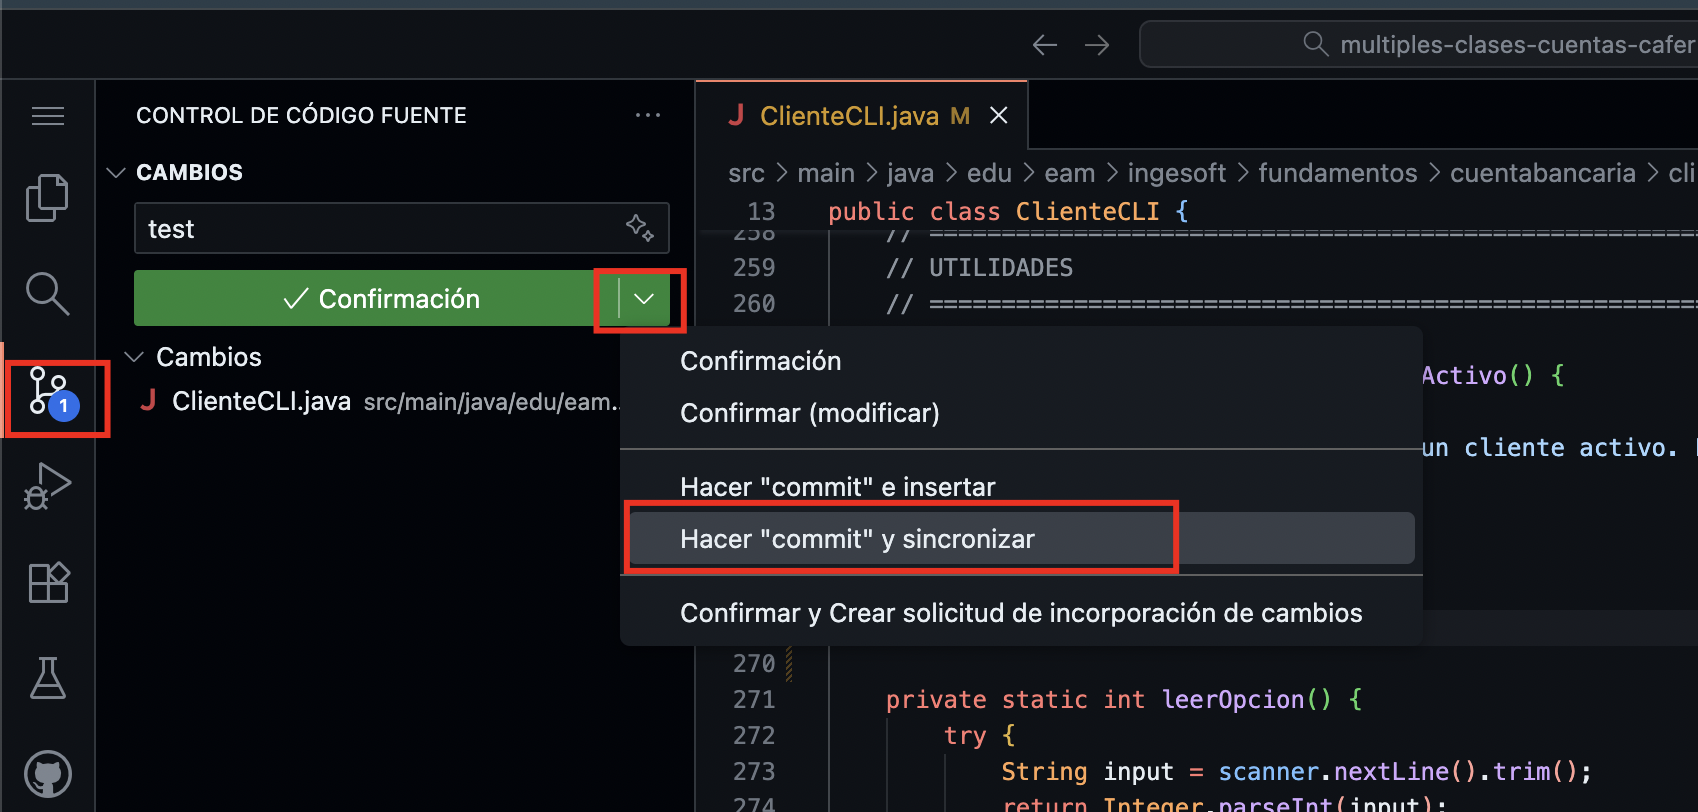 multiples-clases-cuentas-cafer
CONTROL DE CÓDIGO FUENTE
CAMBIOS
test
Confirmación
Cambios
1
J ClienteCLI.java src/main/java/edu/eam...
J ClienteCLI.java M
src > main > java > edu > eam > ingesoft > fundamentos > cuentabancaria > cli
13 public class ClienteCLI {
258 // ================================================
259 // UTILIDADES
260 // ================================================
Activo() {
un cliente activo.
Confirmación
Confirmar (modificar)
Hacer "commit" e insertar
Hacer "commit" y sincronizar
Confirmar y Crear solicitud de incorporación de cambios
270
271 private static int leerOpcion() {
272 try {
273 String input = scanner.nextLine().trim();
274 return Integer.parseInt(input);